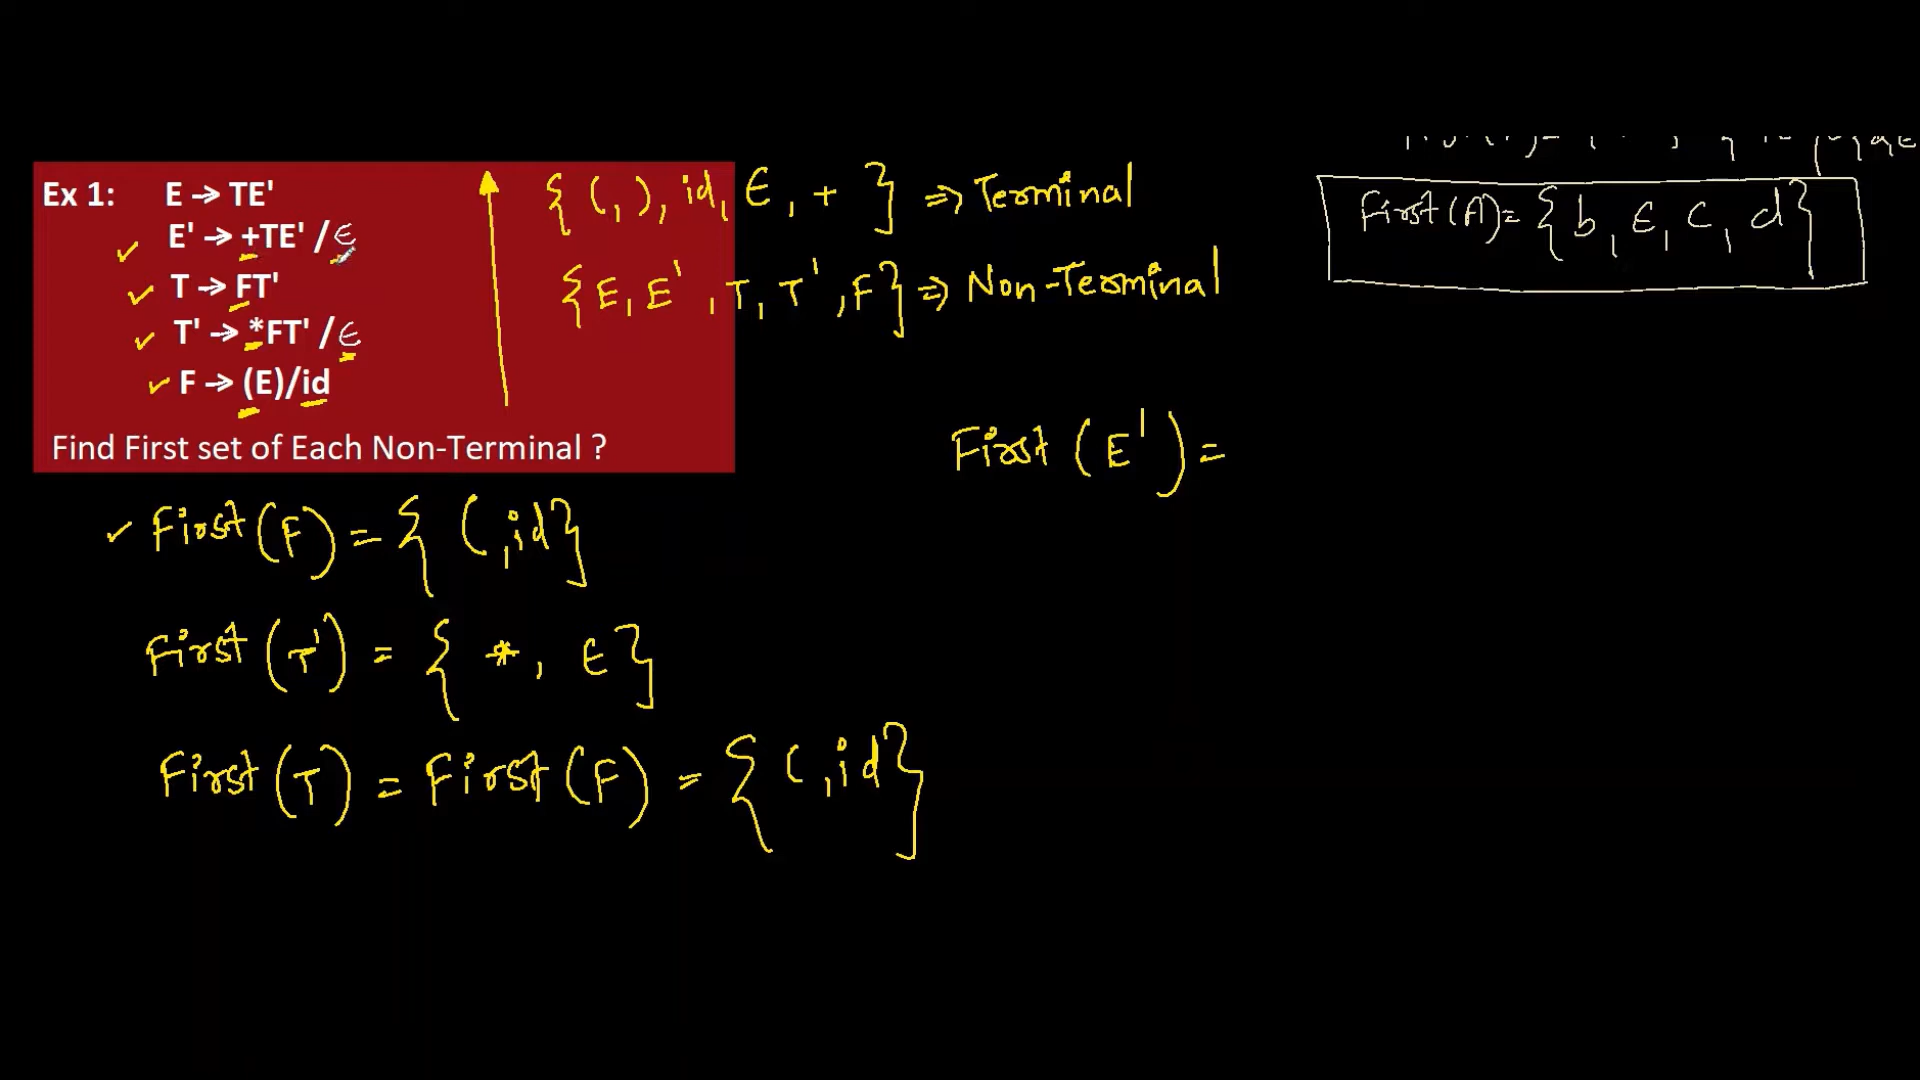 Ex 1: E -> TE'
E' -> +TE' / ϵ
T -> FT'
T' -> *FT' / ϵ
F -> (E)/id
Find First set of Each Non-Terminal ?
{ (, ), id, ϵ, + } => Terminal
{ E, E', T, T', F} => Non-Terminal
First(A)= { b, ϵ, c, d}
First (E') =
First(F) = { (, id}
First (T') = { *, ϵ}
First (T) = First (F) = { (, id}